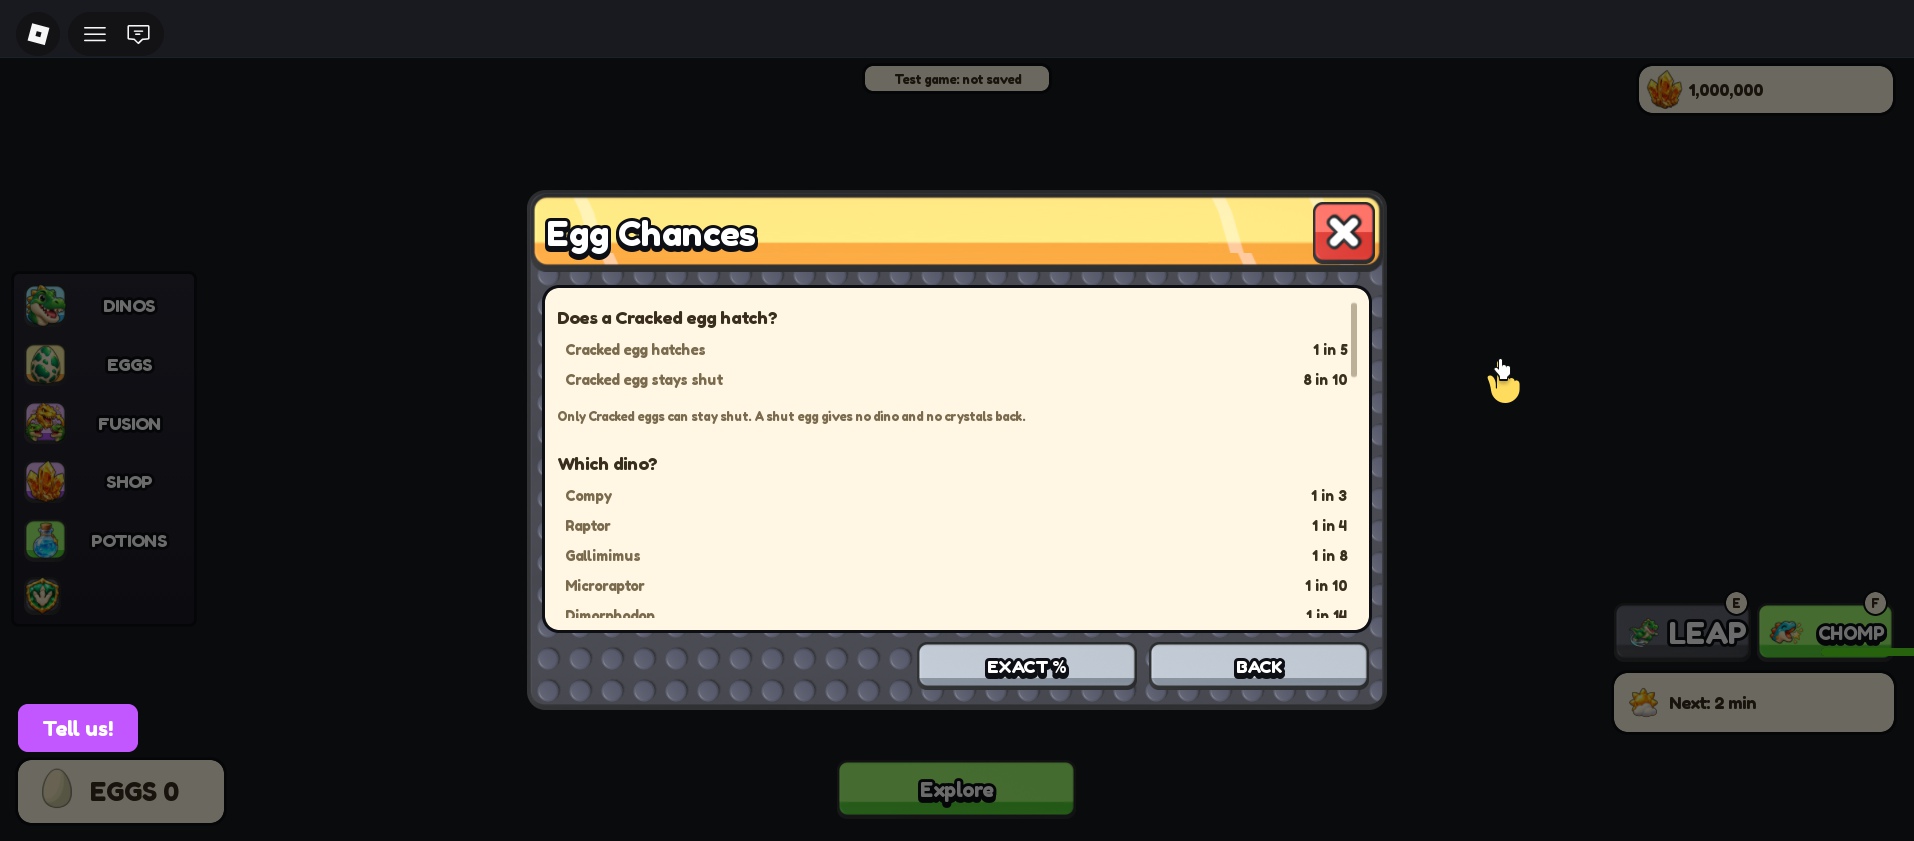 Test game: not saved
1,000,000
Egg Chances
Does a Cracked egg hatch?
Cracked egg hatches 1 in 5
Cracked egg stays shut 8 in 10
Only Cracked eggs can stay shut. A shut egg gives no dino and no crystals back.
Which dino?
Compy 1 in 3
Raptor 1 in 4
Gallimimus 1 in 8
Microraptor 1 in 10
Dimorphodon 1 in 14
EXACT %
BACK
DINOS
EGGS
FUSION
SHOP
POTIONS
E
F
LEAP
CHOMP
Next: 2 min
Tell us!
EGGS 0
Explore